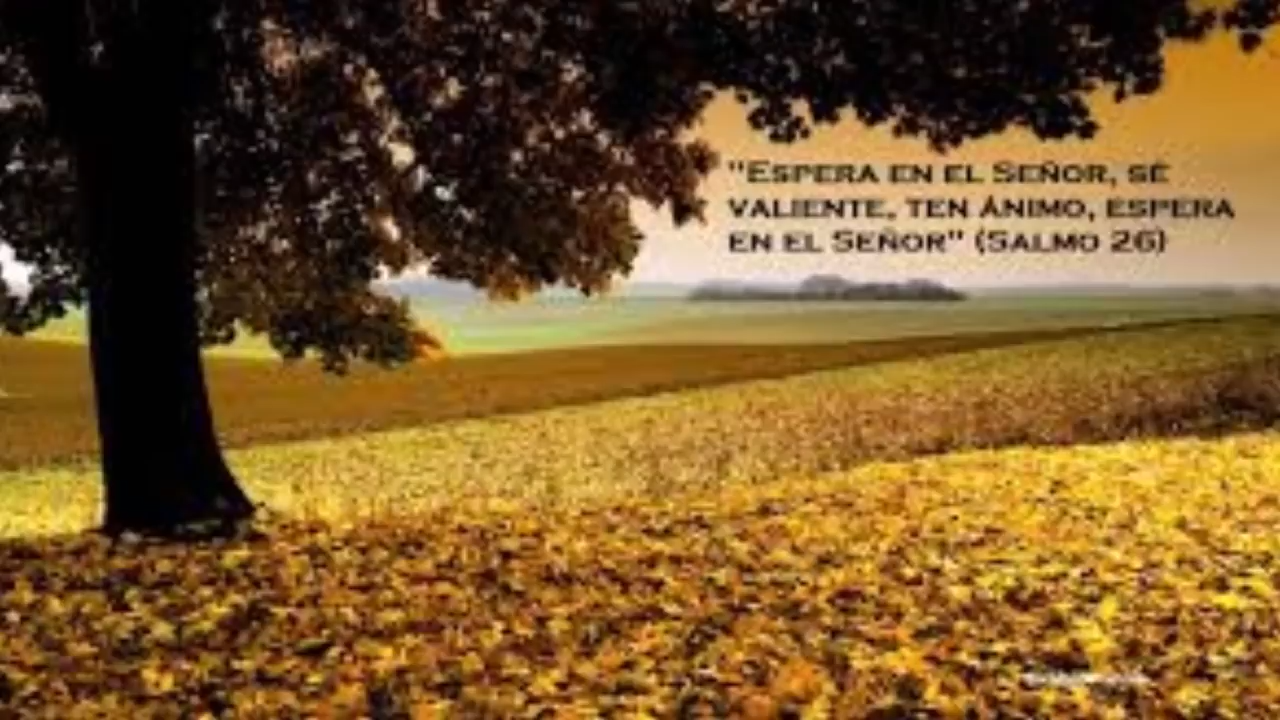 "Espera en el Señor, sé
valiente, ten ánimo, espera
en el Señor" (Salmo 26)